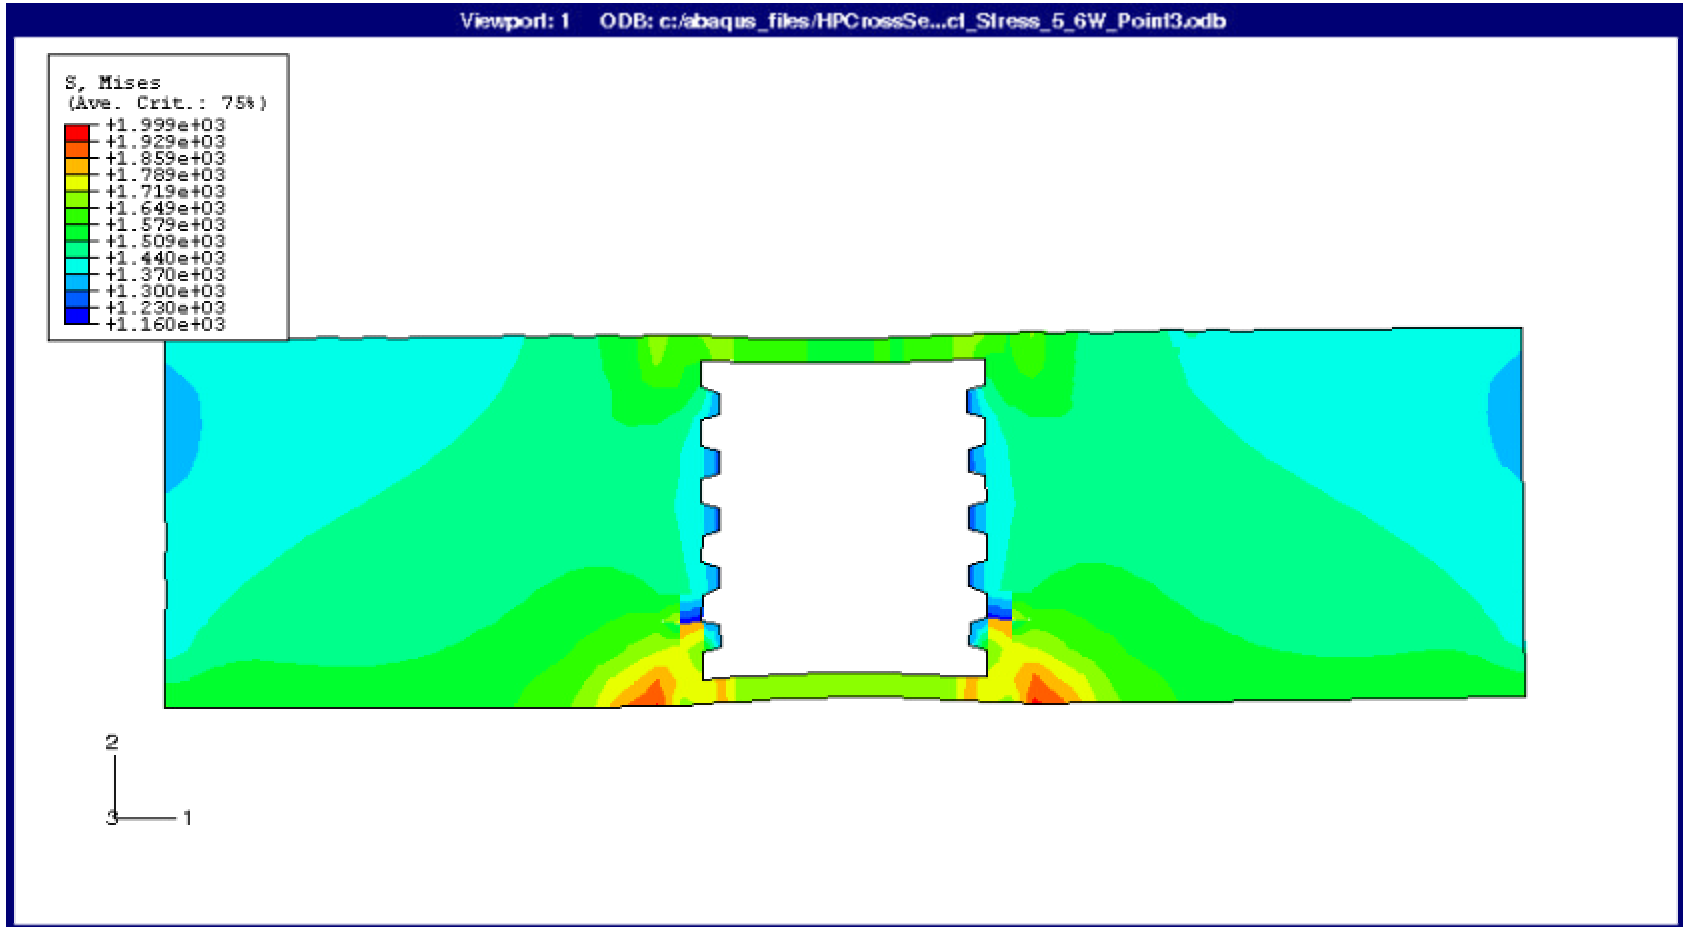 Viewport: 1 ODB: c:/abaqus_files/HPCrossSe...ct_Stress_5_6W_Point3.odb
S, Mises
(Ave. Crit.: 75%)
+1.999e+03
+1.929e+03
+1.859e+03
+1.789e+03
+1.719e+03
+1.649e+03
+1.579e+03
+1.509e+03
+1.440e+03
+1.370e+03
+1.300e+03
+1.230e+03
+1.160e+03
2
3 1